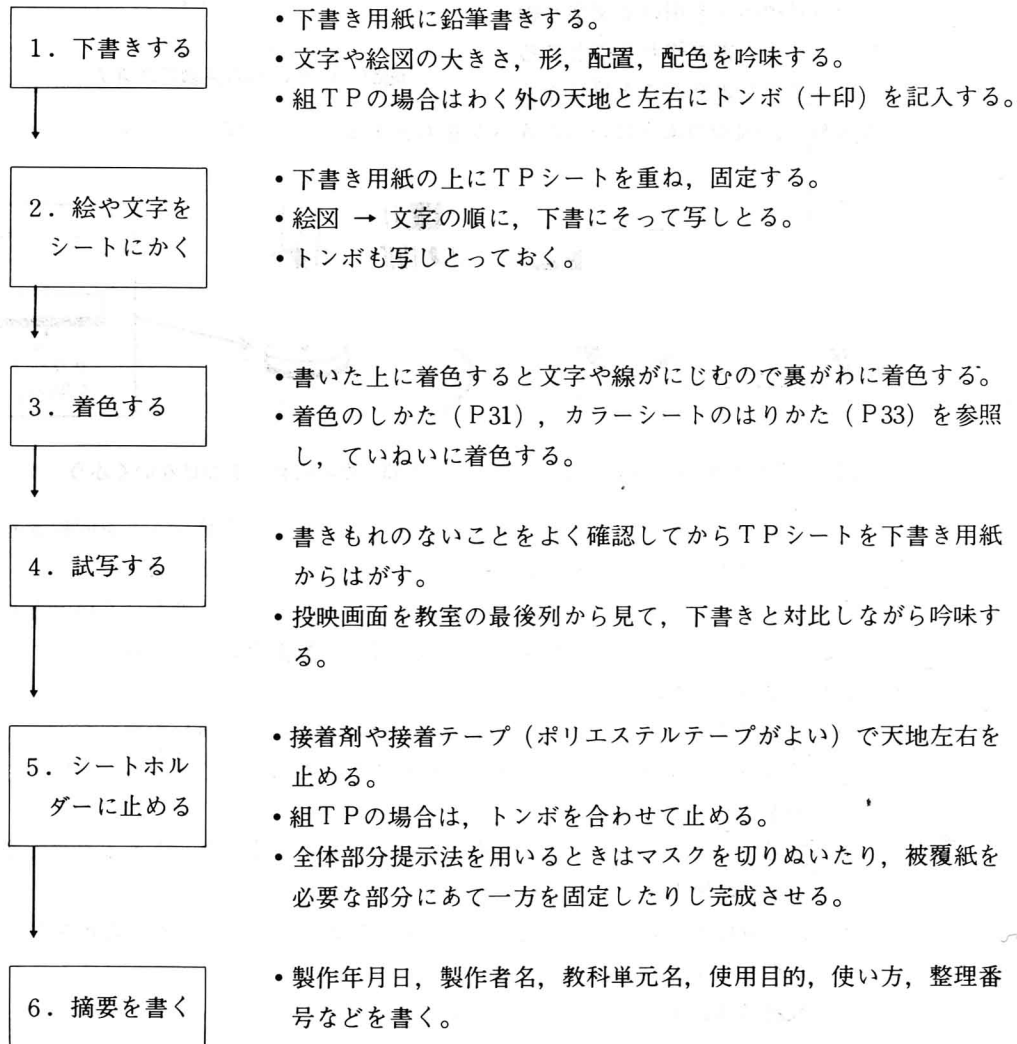 1．下書きする
• 下書き用紙に鉛筆書きする。
• 文字や絵図の大きさ，形，配置，配色を吟味する。
• 組ＴＰの場合はわく外の天地と左右にトンボ（＋印）を記入する。
2．絵や文字を
シートにかく
• 下書き用紙の上にＴＰシートを重ね，固定する。
• 絵図 → 文字の順に，下書にそって写しとる。
• トンボも写しとっておく。
3．着色する
• 書いた上に着色すると文字や線がにじむので裏がわに着色する。
• 着色のしかた（Ｐ31），カラーシートのはりかた（Ｐ33）を参照
し，ていねいに着色する。
4．試写する
• 書きもれのないことをよく確認してからＴＰシートを下書き用紙
からはがす。
• 投映画面を教室の最後列から見て，下書きと対比しながら吟味す
る。
5．シートホル
ダーに止める
• 接着剤や接着テープ（ポリエステルテープがよい）で天地左右を
止める。
• 組ＴＰの場合は，トンボを合わせて止める。
• 全体部分提示法を用いるときはマスクを切りぬいたり，被覆紙を
必要な部分にあて一方を固定したりし完成させる。
6．摘要を書く
• 製作年月日，製作者名，教科単元名，使用目的，使い方，整理番
号などを書く。